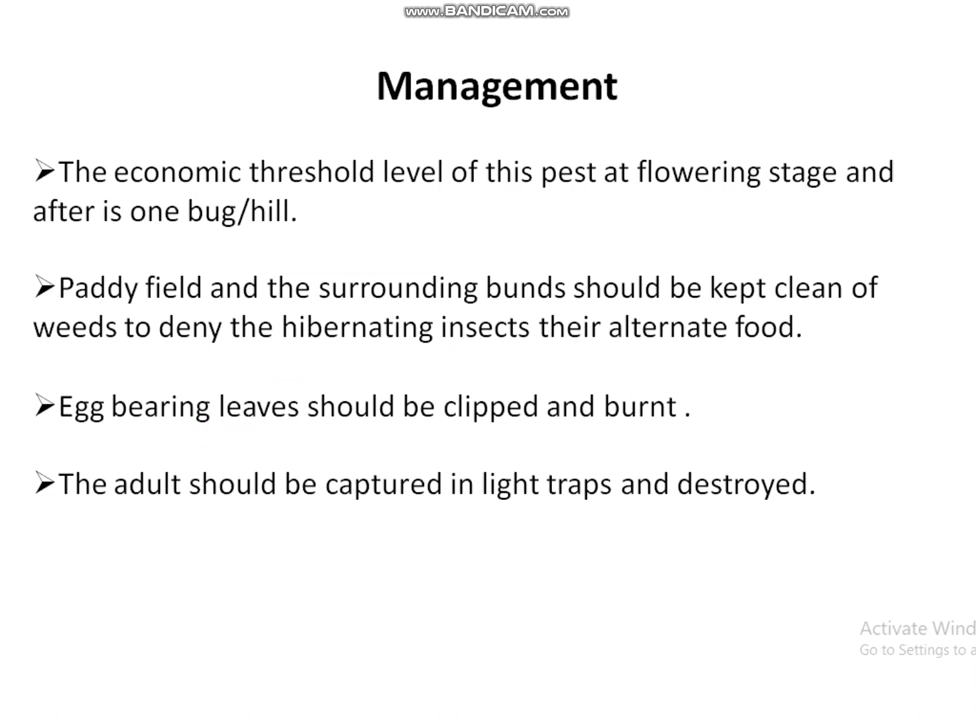 www.BANDICAM.com
Management
➢The economic threshold level of this pest at flowering stage and
after is one bug/hill.
➢Paddy field and the surrounding bunds should be kept clean of
weeds to deny the hibernating insects their alternate food.
➢Egg bearing leaves should be clipped and burnt .
➢The adult should be captured in light traps and destroyed.
Activate Wind
Go to Settings to a